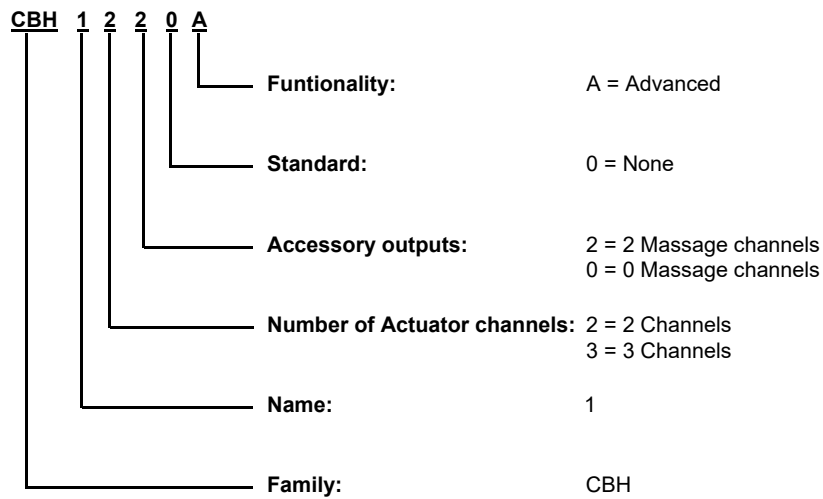 CBH 1 2 2 0 A
Funtionality: A = Advanced
Standard: 0 = None
Accessory outputs: 2 = 2 Massage channels
0 = 0 Massage channels
Number of Actuator channels: 2 = 2 Channels
3 = 3 Channels
Name: 1
Family: CBH